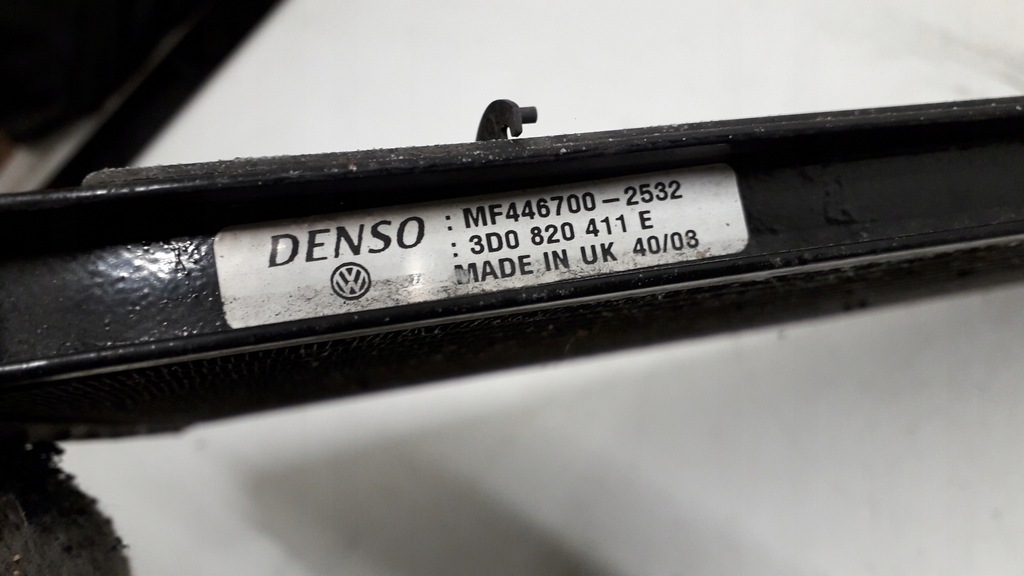 DENSO : MF446700-2532
: 3D0 820 411 E
MADE IN UK 40/03